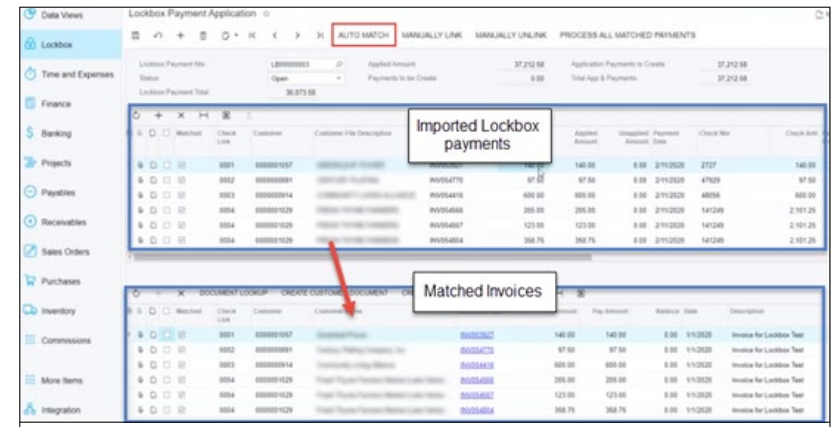 Data Views
Lockbox Payment Application
Lockbox
AUTO MATCH MANUALLY LINK MANUALLY UNLINK PROCESS ALL MATCHED PAYMENTS
Lockbox Payment Nbr. LB00000003 Applied Amount: 37,212.58 Application Payments to Create: 37,212.58
Time and Expenses
Status: Open Payments to be Create: 0.00 Total App & Payments: 37,212.58
Lockbox Payment Total:
Finance
Banking
Imported Lockbox
payments
Matched Check Link Customer Customer File Description Applied Amount Unapplied Amount Payment Date Check Nbr Check Amt
Projects
0001 0000001057 140.00 140.00 0.00 2/11/2020 2727 140.00
Payables
0002 0000000891 INV054770 97.50 0.00 2/11/2020 47929 97.50
0003 0000000914 INV054416 600.00 600.00 0.00 2/11/2020 48056 600.00
Receivables
0004 0000001029 INV054566 205.00 205.00 0.00 2/11/2020 141249 2,101.25
0004 0000001029 INV054567 123.00 123.00 0.00 2/11/2020 141249 2,101.25
Sales Orders
0004 0000001029 INV054804 358.75 358.75 0.00 2/11/2020 141249 2,101.25
Purchases
Matched Invoices
DOCUMENT LOOKUP CREATE CUSTOMER DOCUMENT
Inventory
Matched Check Link Customer Customer Amount Pay Amount Balance Date Description
Commissions
0001 0000001057 140.00 140.00 0.00 1/1/2020 Invoice for Lockbox Test
0002 0000000891 INV054770 97.50 97.50 0.00 1/1/2020 Invoice for Lockbox Test
0003 0000000914 INV054416 600.00 600.00 0.00 1/1/2020 Invoice for Lockbox Test
More Items
0004 0000001029 INV054566 205.00 205.00 0.00 1/1/2020 Invoice for Lockbox Test
0004 0000001029 INV054567 123.00 123.00 0.00 1/1/2020 Invoice for Lockbox Test
Integration
0004 0000001029 INV054804 358.75 358.75 0.00 1/1/2020 Invoice for Lockbox Test